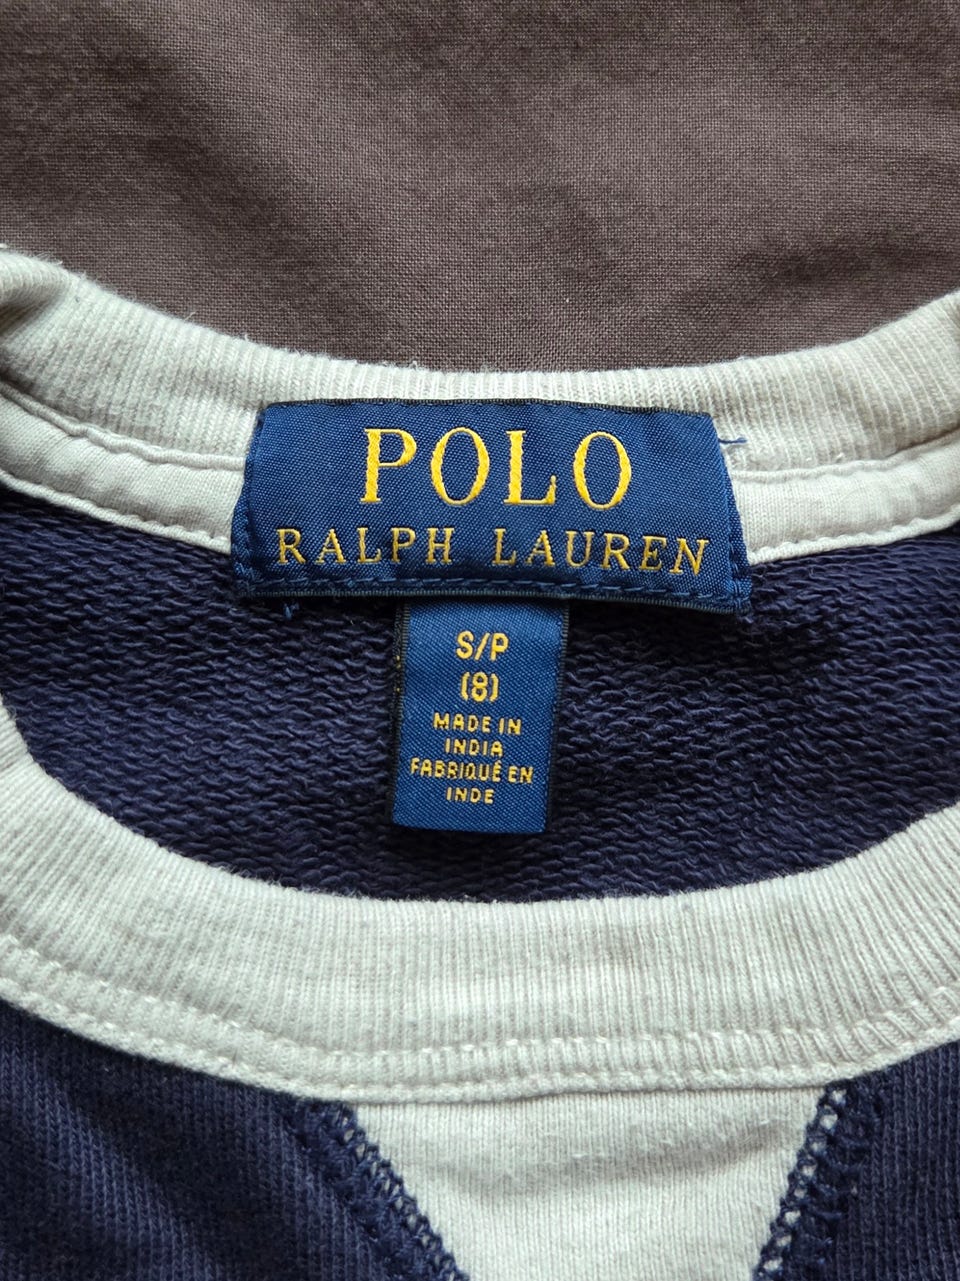 POLO
RALPH LAUREN
S/P
(8)
MADE IN
INDIA
FABRIQUÉ EN
INDE